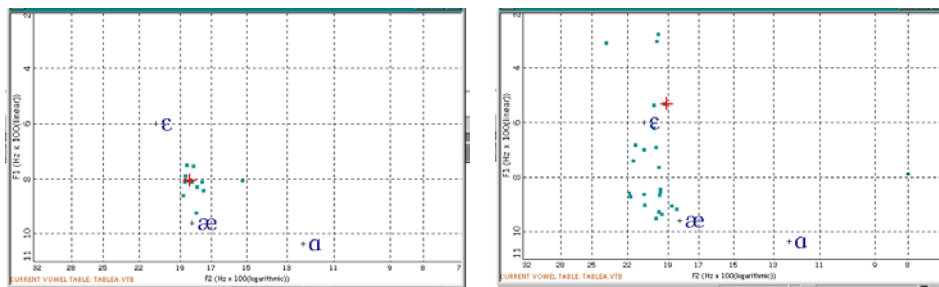 2
4
6
8
10
11
F1 (Hz x 100(linear))
ε
æ
ɑ
32 28 25 22 19 17 15 13 11 10 9 8 7
F2 (Hz x 100(logarithmic))
CURRENT VOWEL TABLE: TABLEA.VTB
2
4
6
8
10
11
F1 (Hz x 100(linear))
ε
æ
ɑ
32 28 25 22 19 17 15 13 11 10 9 8 7
F2 (Hz x 100(logarithmic))
CURRENT VOWEL TABLE: TABLEA.VTB